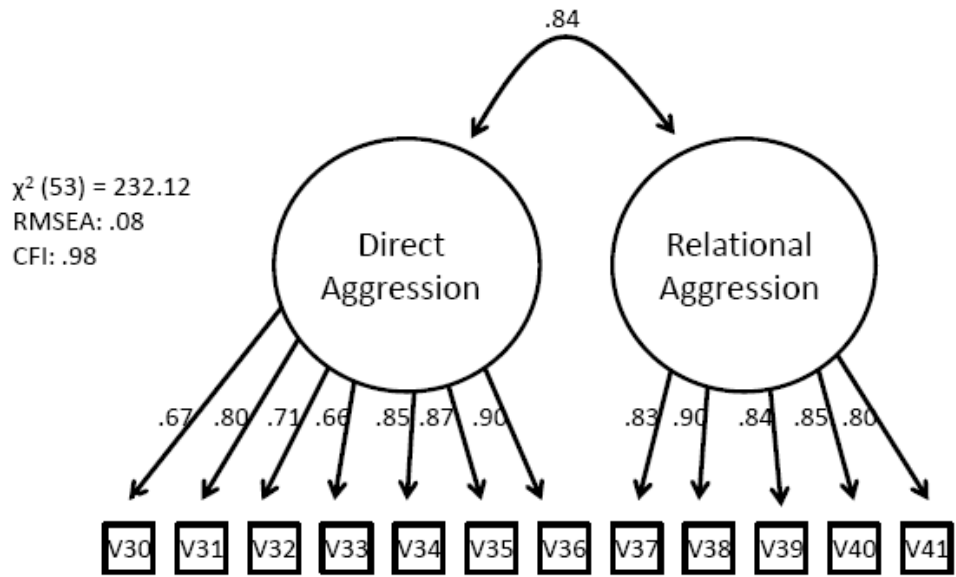 .84
χ² (53) = 232.12
RMSEA: .08
CFI: .98
Direct
Aggression
Relational
Aggression
.67 .80 .71 .66 .85 .87 .90 .83 .90 .84 .85 .80
V30 V31 V32 V33 V34 V35 V36 V37 V38 V39 V40 V41